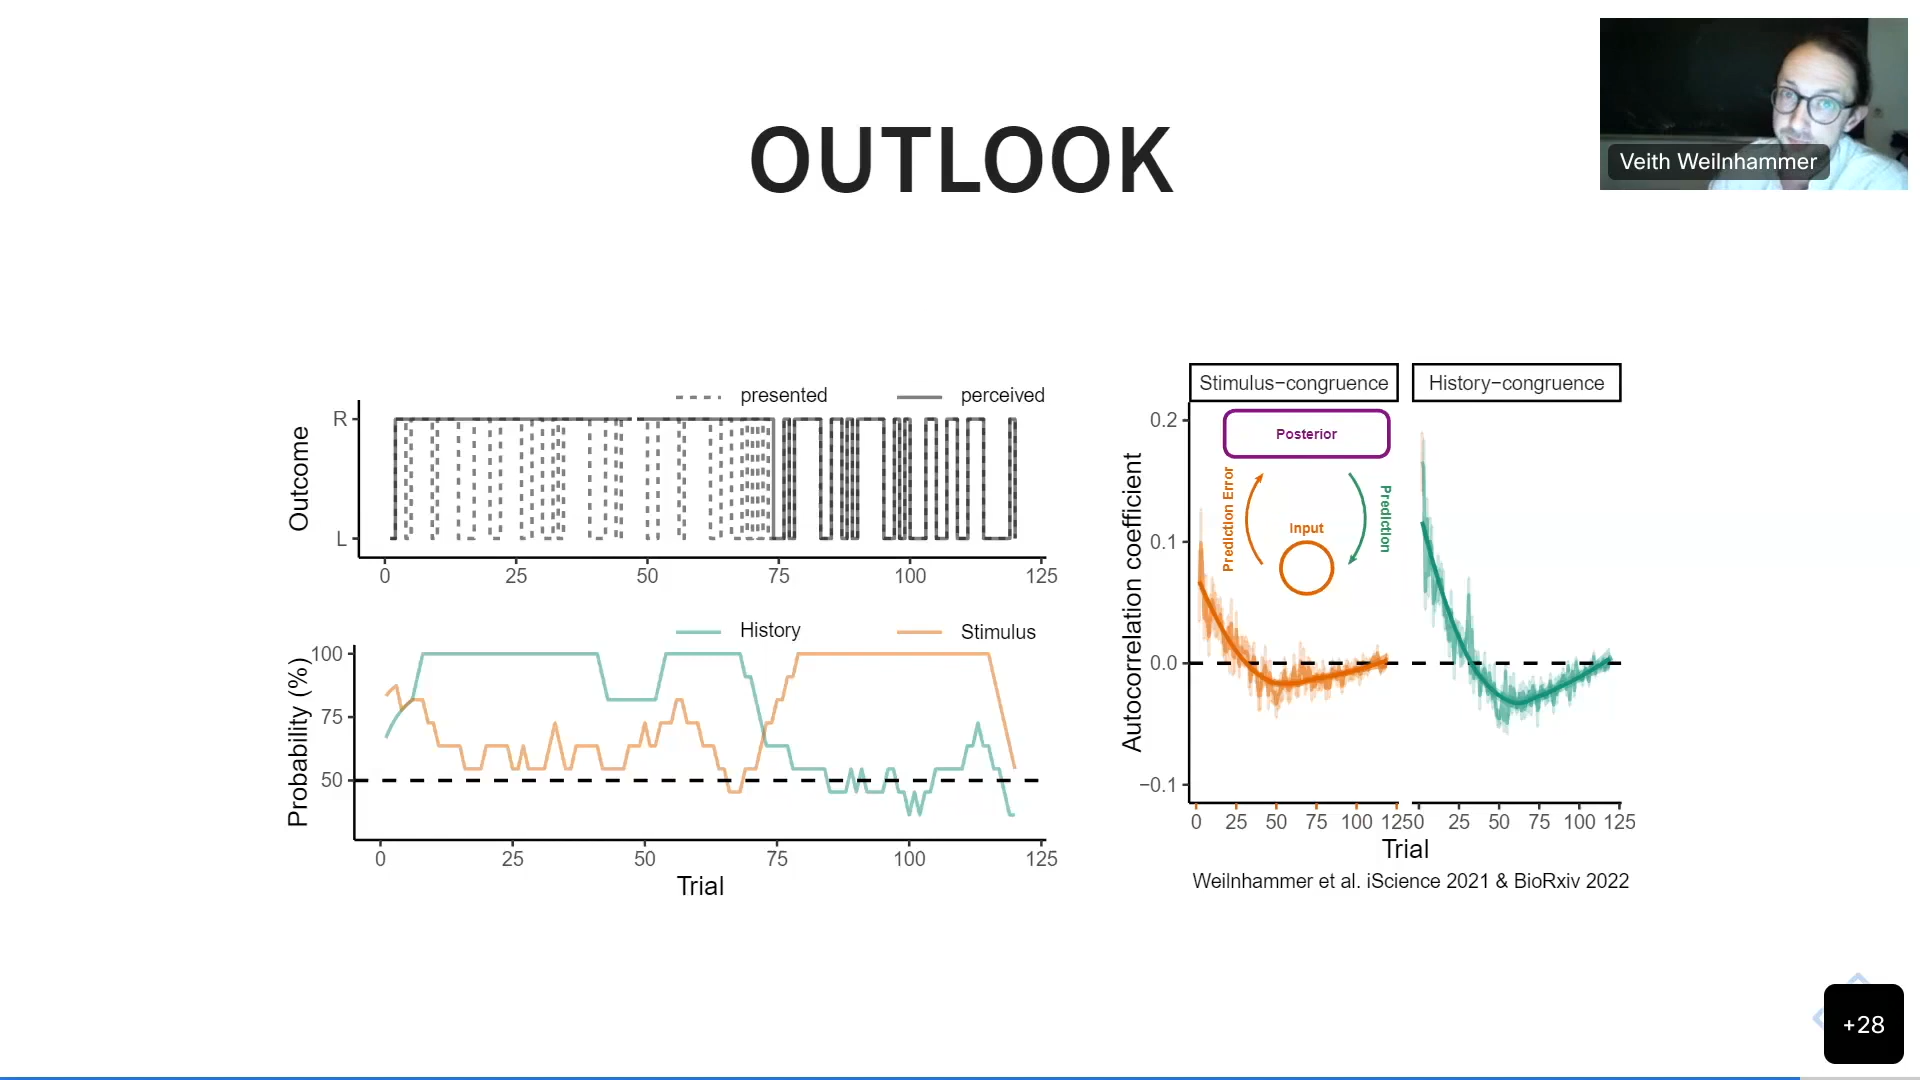 OUTLOOK
Veith Weilnhammer
presented perceived
Outcome
R
L
0 25 50 75 100 125
History Stimulus
Probability (%)
100
75
50
0 25 50 75 100 125
Trial
Stimulus−congruence History−congruence
Autocorrelation coefficient
0.2
0.1
0.0
−0.1
Posterior
Prediction Error
Input
Prediction
0 25 50 75 100 125 0 25 50 75 100 125
Trial
Weilnhammer et al. iScience 2021 & BioRxiv 2022
+28